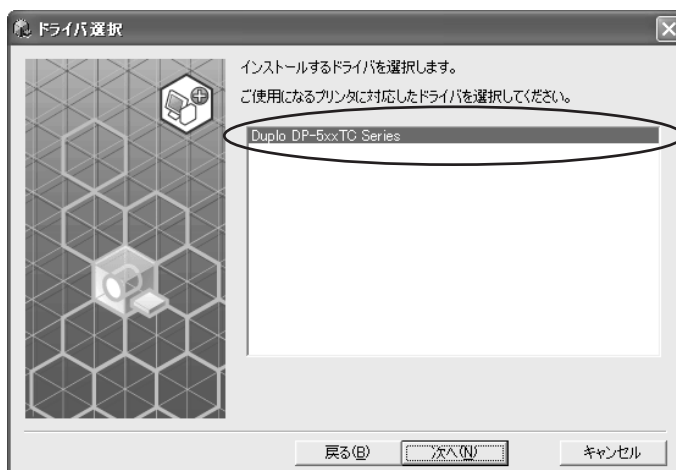 ドライバ選択
インストールするドライバを選択します。
ご使用になるプリンタに対応したドライバを選択してください。
Duplo DP-5xxTC Series
戻る(B)
次へ(N)
キャンセル